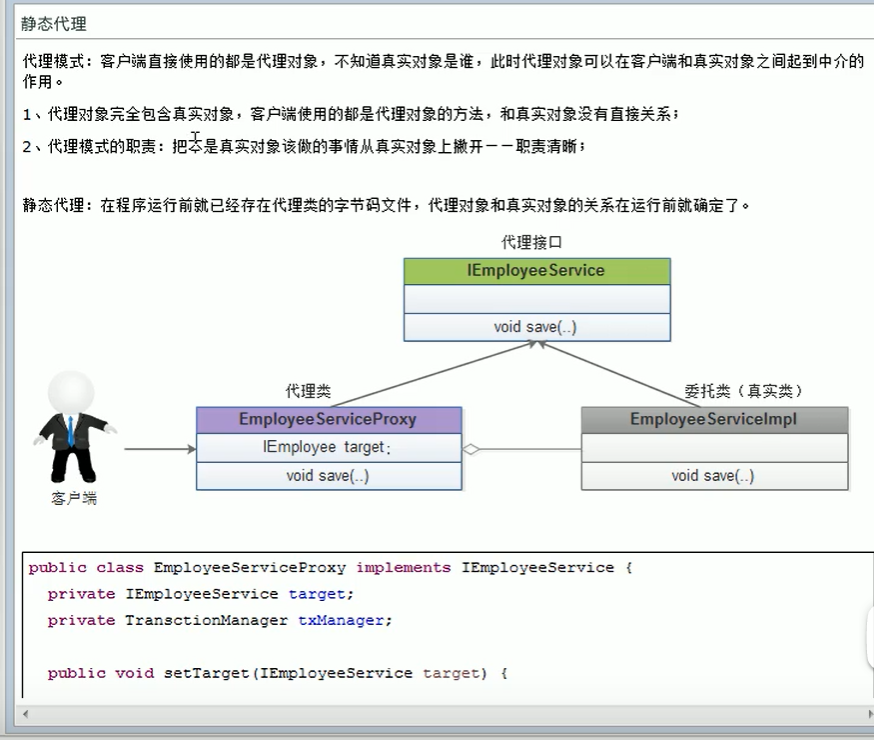 静态代理
代理模式：客户端直接使用的都是代理对象，不知道真实对象是谁，此时代理对象可以在客户端和真实对象之间起到中介的
作用。
1、代理对象完全包含真实对象，客户端使用的都是代理对象的方法，和真实对象没有直接关系；
2、代理模式的职责：把不是真实对象该做的事情从真实对象上撇开——职责清晰；
静态代理：在程序运行前就已经存在代理类的字节码文件，代理对象和真实对象的关系在运行前就确定了。
代理接口
IEmployeeService
void save(..)
代理类
委托类（真实类）
EmployeeServiceProxy
EmployeeServiceImpl
IEmployee target;
void save(..)
void save(..)
客户端
public class EmployeeServiceProxy implements IEmployeeService {
private IEmployeeService target;
private TransctionManager txManager;
public void setTarget(IEmployeeService target) {